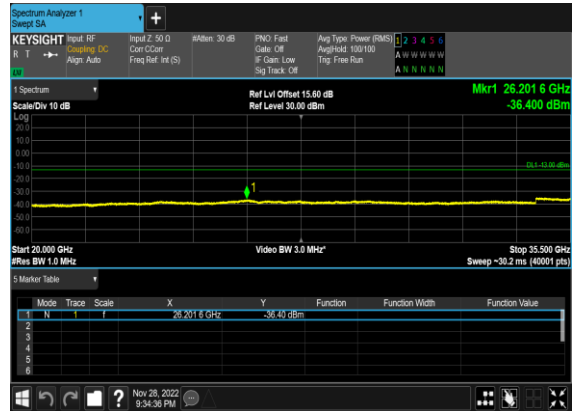 Spectrum Analyzer 1
Swept SA
KEYSIGHT Input: RF Input Z: 50 Ω #Atten: 30 dB PNO: Fast Avg Type: Power (RMS) 1 2 3 4 5 6
R T Coupling: DC Corr CCorr Gate: Off Avg|Hold: 100/100 A W W W W W
Align: Auto Freq Ref: Int (S) IF Gain: Low Trig: Free Run
Sig Track: Off A N N N N N
1 Spectrum Ref Lvl Offset 15.60 dB Mkr1 26.201 6 GHz
Scale/Div 10 dB Ref Level 30.00 dBm -36.400 dBm
Log
20.0
10.0
0.00
-10.0 DL1 -13.00 dBm
-20.0
-30.0 1
-40.0
-50.0
-60.0
Start 20.000 GHz Video BW 3.0 MHz* Stop 35.500 GHz
#Res BW 1.0 MHz Sweep ~30.2 ms (40001 pts)
5 Marker Table
Mode Trace Scale X Y Function Function Width Function Value
1 N 1 f 26.201 6 GHz -36.40 dBm
2
3
4
5
6
? Nov 28, 2022
9:34:36 PM